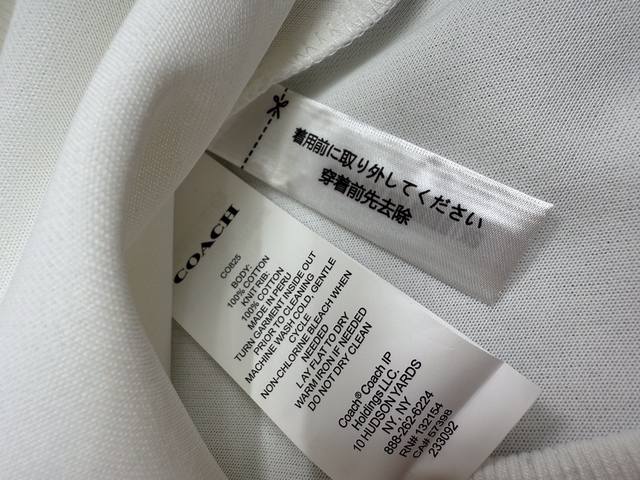 着用前に取り外してください
穿着前先去除
COACH
CO825
BODY:
100% COTTON
KNIT RIB:
100% COTTON
MADE IN PERU
TURN GARMENT INSIDE OUT
PRIOR TO CLEANING
MACHINE WASH COLD, GENTLE
CYCLE
NON-CHLORINE BLEACH WHEN
NEEDED
LAY FLAT TO DRY
WARM IRON IF NEEDED
DO NOT DRY CLEAN
Coach® Coach IP
Holdings LLC.
10 HUDSON YARDS
NY, NY
888-262-6224
RN# 132154
CA# 57398
233092